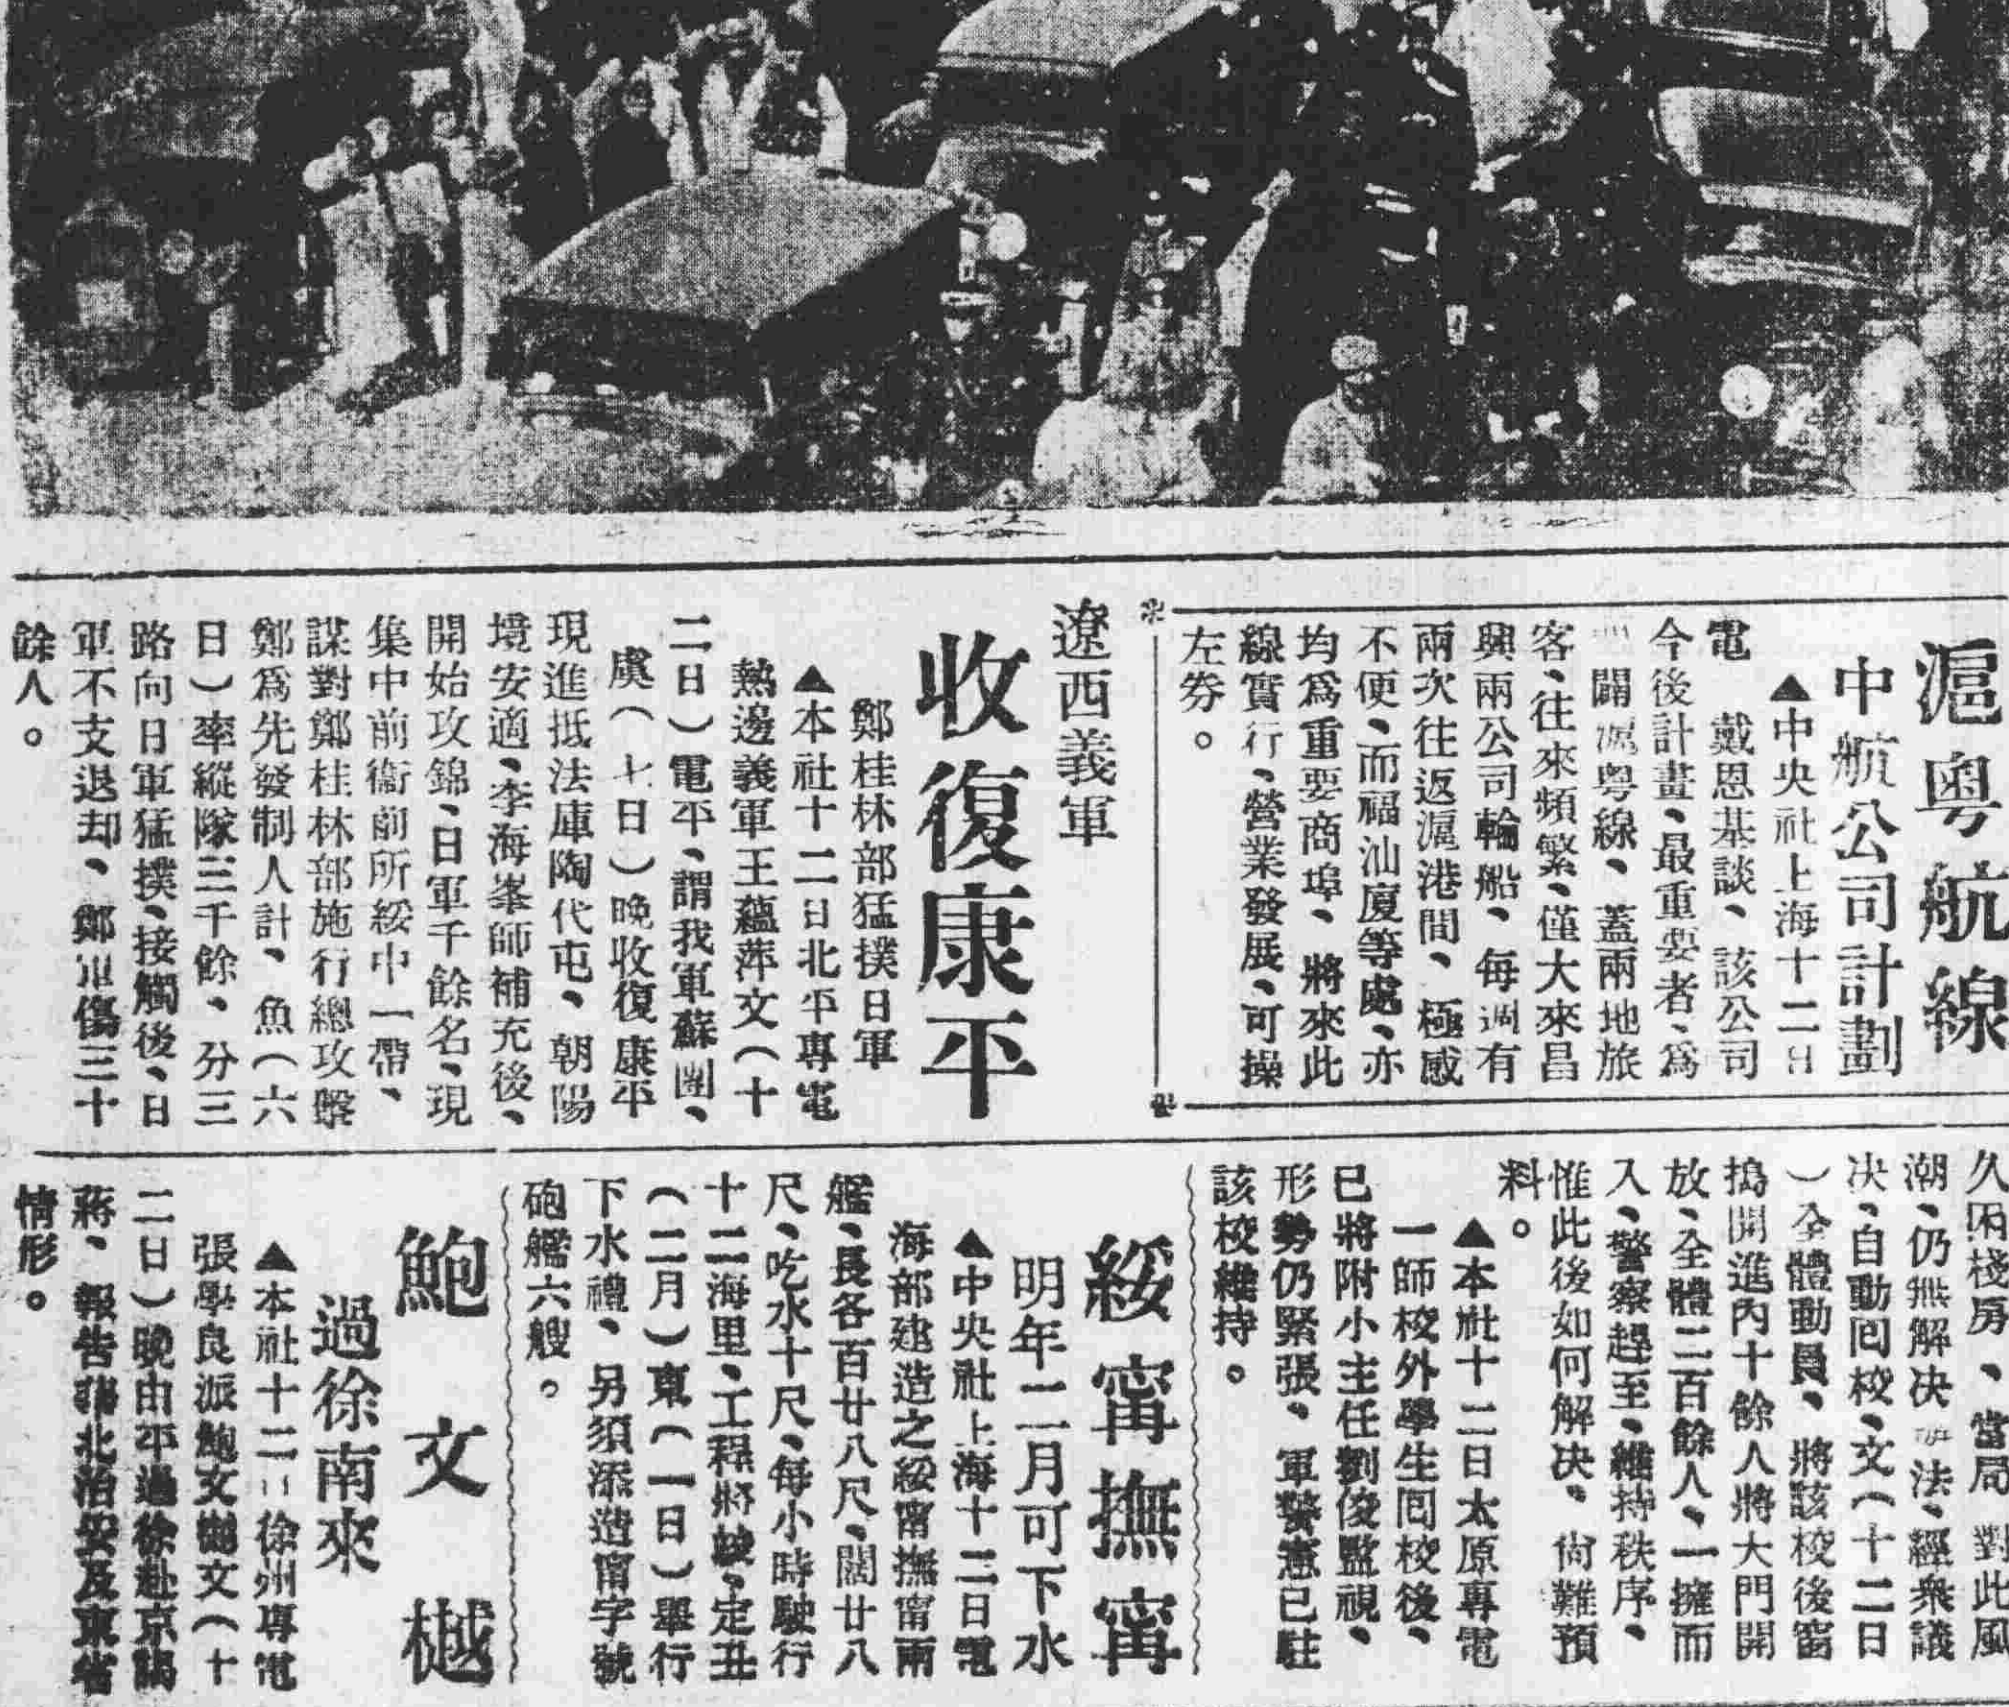 滬粤航線
中航公司計劃
▲中央社上海十二日
電　戴恩基談、該公司
今後計畫、最重要者、爲
開滬粤線、蓋兩地旅
客、往來頻繁、僅大來昌
興兩公司輪船、每週有
兩次往返滬港間、極感
不便、而福汕廈等處、亦
均爲重要商埠、將來此
線實行、營業發展、可操
左券。
遼西義軍
收復康平
鄭桂林部猛撲日軍
▲本社十二日北平專電
熱邊義軍王蘊萍文(十
二日)電平、謂我軍蘇團、
虞(七日)晚收復康平
現進抵法庫陶代屯、朝陽
境安適、李海峯師補充後、
開始攻錦、日軍千餘名、現
集中前衞前所綏中一帶、
謀對鄭桂林部施行總攻擊
鄭爲先發制人計、魚(六
日)率縱隊三千餘、分三
路向日軍猛撲、接觸後、日
軍不支退却、鄭軍傷三十
餘人。
久困棧房、當局對此風
潮、仍無解决辦法、經衆議
决、自動囘校、文(十二日
)全體動員、將該校後窗
搗開進內十餘人將大門開
放、全體二百餘人、一擁而
入、警察趕至、維持秩序、
惟此後如何解决、尙難預
料。
▲本社十二日太原專電
一師校外學生囘校後、
已將附小主任劉俊監視、
形勢仍緊張、軍警憲已駐
該校維持。
綏甯撫甯
明年二月可下水
▲中央社上海十二日電
海部建造之綏甯撫甯兩
艦、長各百廿八尺、闊廿八
尺、吃水十尺、每小時駛行
十二海里、工程將竣、定丑
(二月)東(一日)舉行
下水禮、另須添造甯字號
砲艦六艘。
鮑文樾
過徐南來
▲本社十二日徐州專電
張學良派鮑文樾文(十
二日)晚由平過徐赴京謁
蔣、報告華北治安及東省
情形。